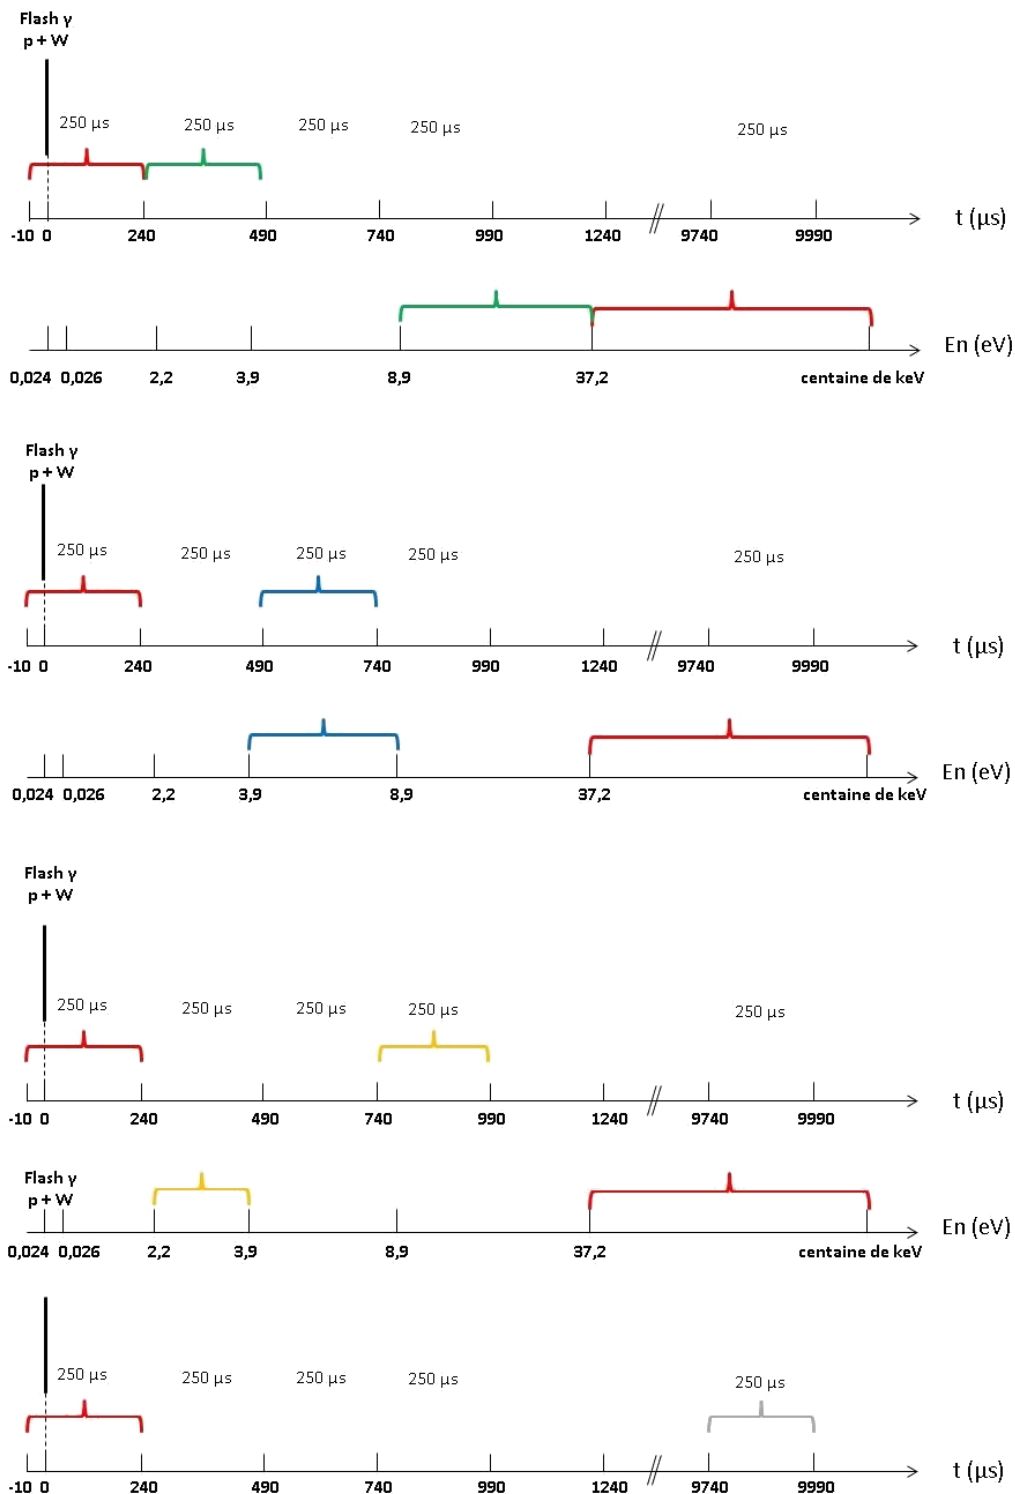 Flash γ
p + W
250 µs 250 µs 250 µs 250 µs 250 µs
t (µs)
-10 0 240 490 740 990 1240 9740 9990
En (eV)
0,024 0,026 2,2 3,9 8,9 37,2 centaine de keV
Flash γ
p + W
250 µs 250 µs 250 µs 250 µs 250 µs
t (µs)
-10 0 240 490 740 990 1240 9740 9990
En (eV)
0,024 0,026 2,2 3,9 8,9 37,2 centaine de keV
Flash γ
p + W
250 µs 250 µs 250 µs 250 µs 250 µs
t (µs)
-10 0 240 490 740 990 1240 9740 9990
Flash γ
p + W
En (eV)
0,024 0,026 2,2 3,9 8,9 37,2 centaine de keV
250 µs 250 µs 250 µs 250 µs 250 µs
t (µs)
-10 0 240 490 740 990 1240 9740 9990